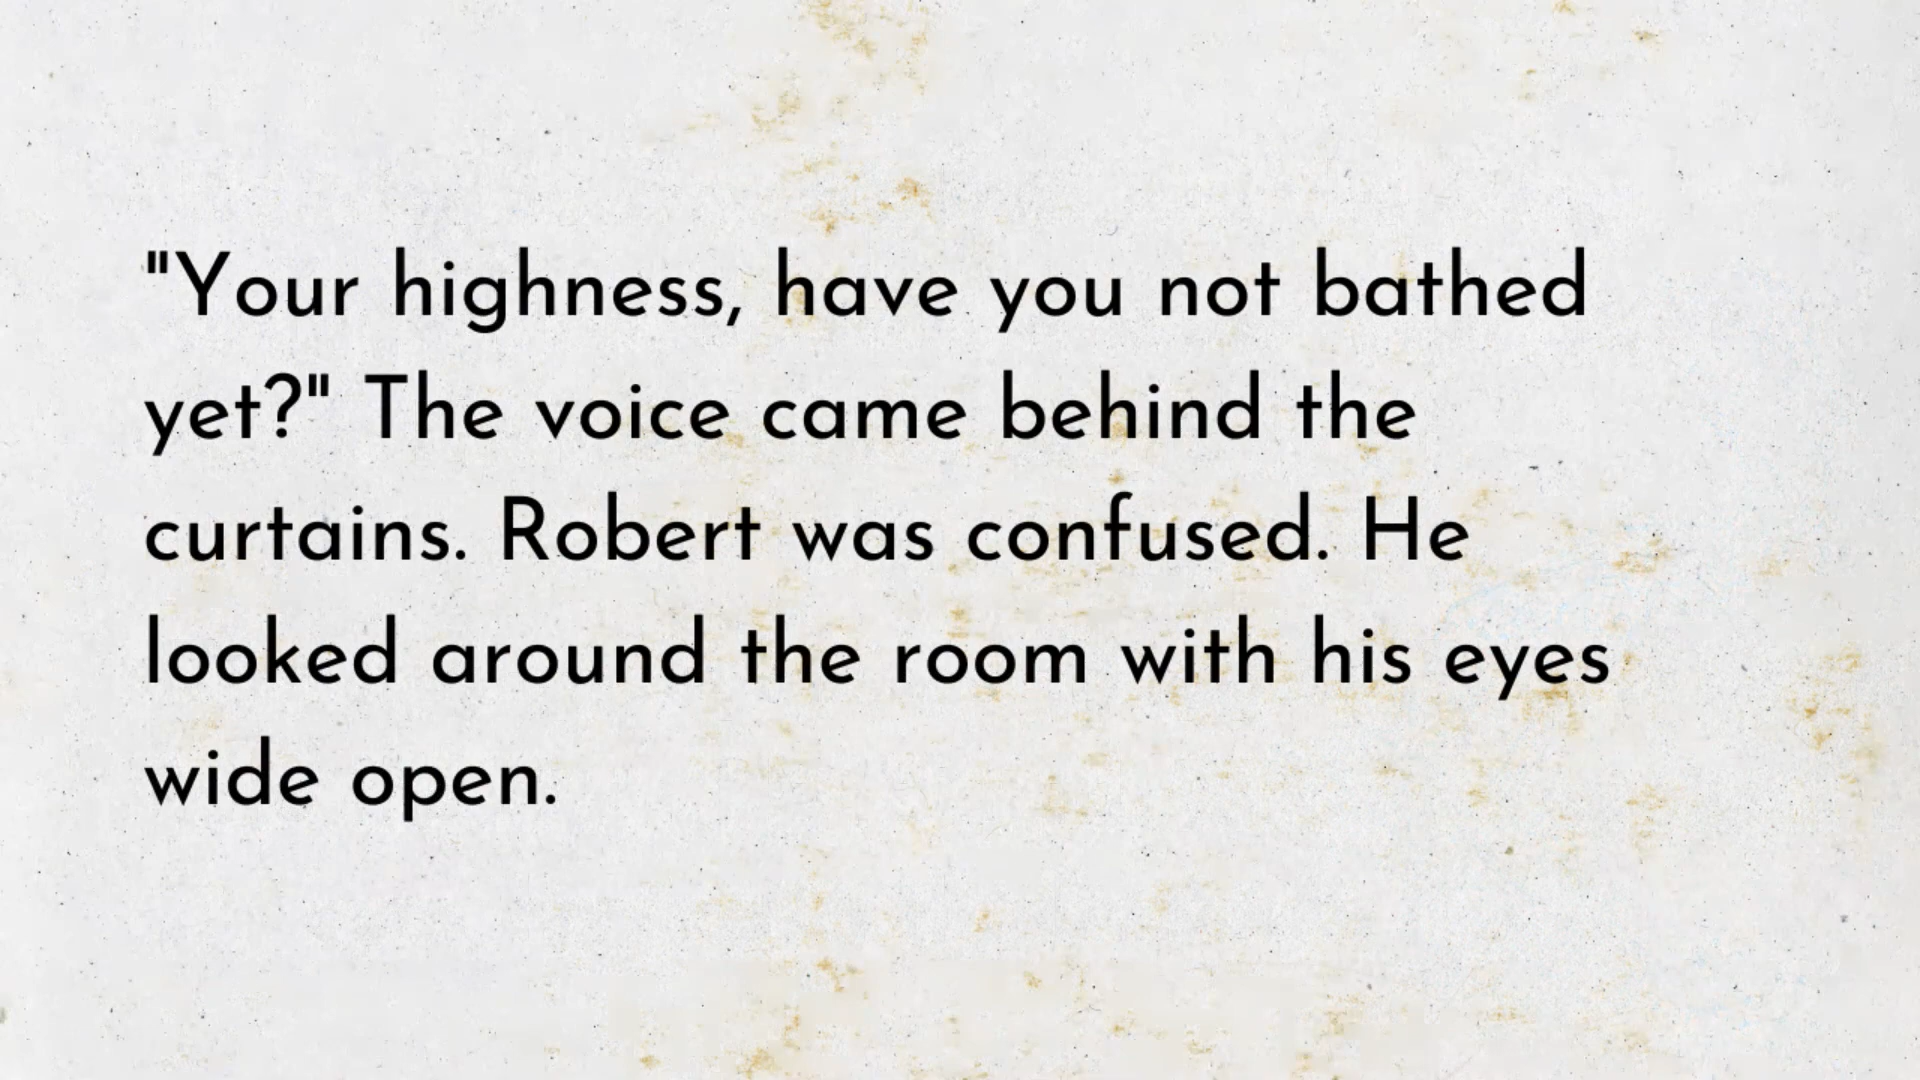 "Your highness, have you not bathed
yet?" The voice came behind the
curtains. Robert was confused. He
looked around the room with his eyes
wide open.